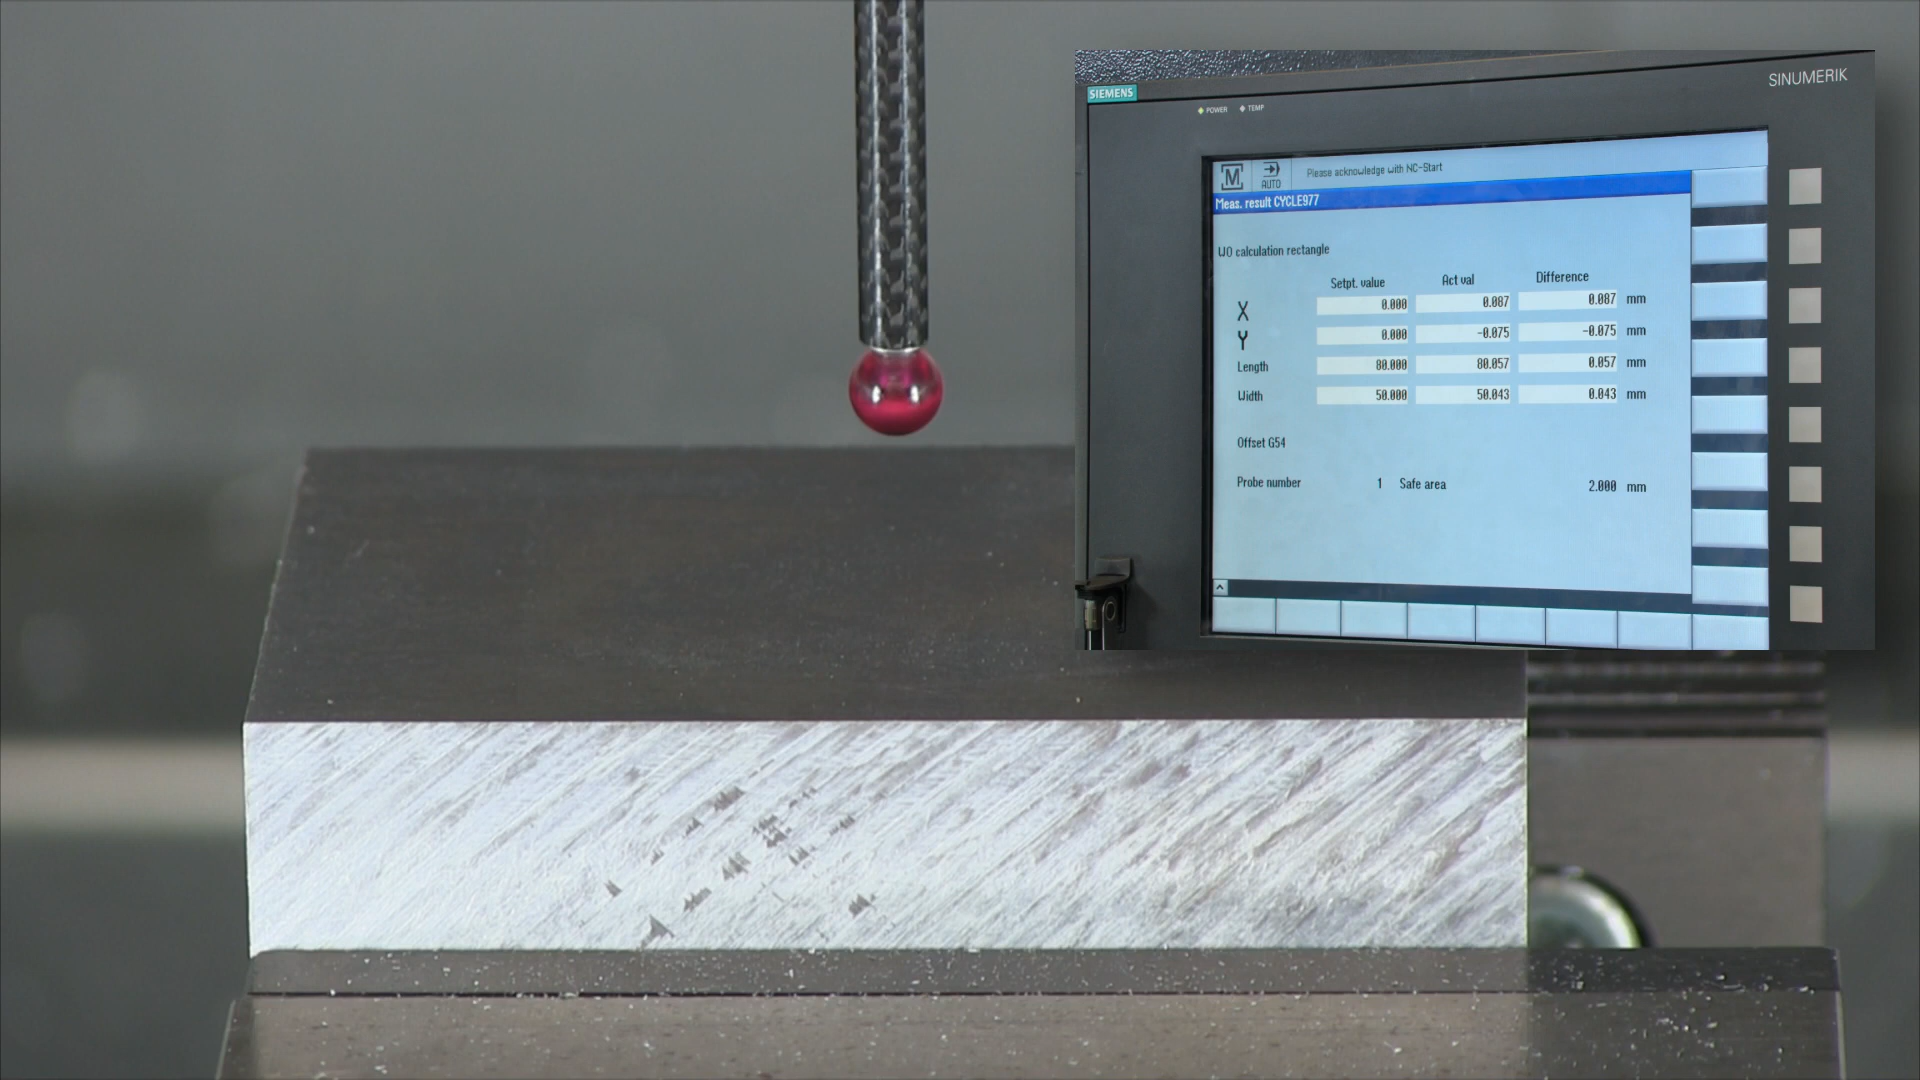 SIEMENS
SINUMERIK
POWER TEMP
M AUTO Please acknowledge with NC-Start
Meas. result CYCLE977
WO calculation rectangle
Setpt. value Act val Difference
X 0.000 0.087 0.087 mm
Y 0.000 -0.075 -0.075 mm
Length 80.000 80.057 0.057 mm
Width 50.000 50.043 0.043 mm
Offset G54
Probe number 1 Safe area 2.000 mm